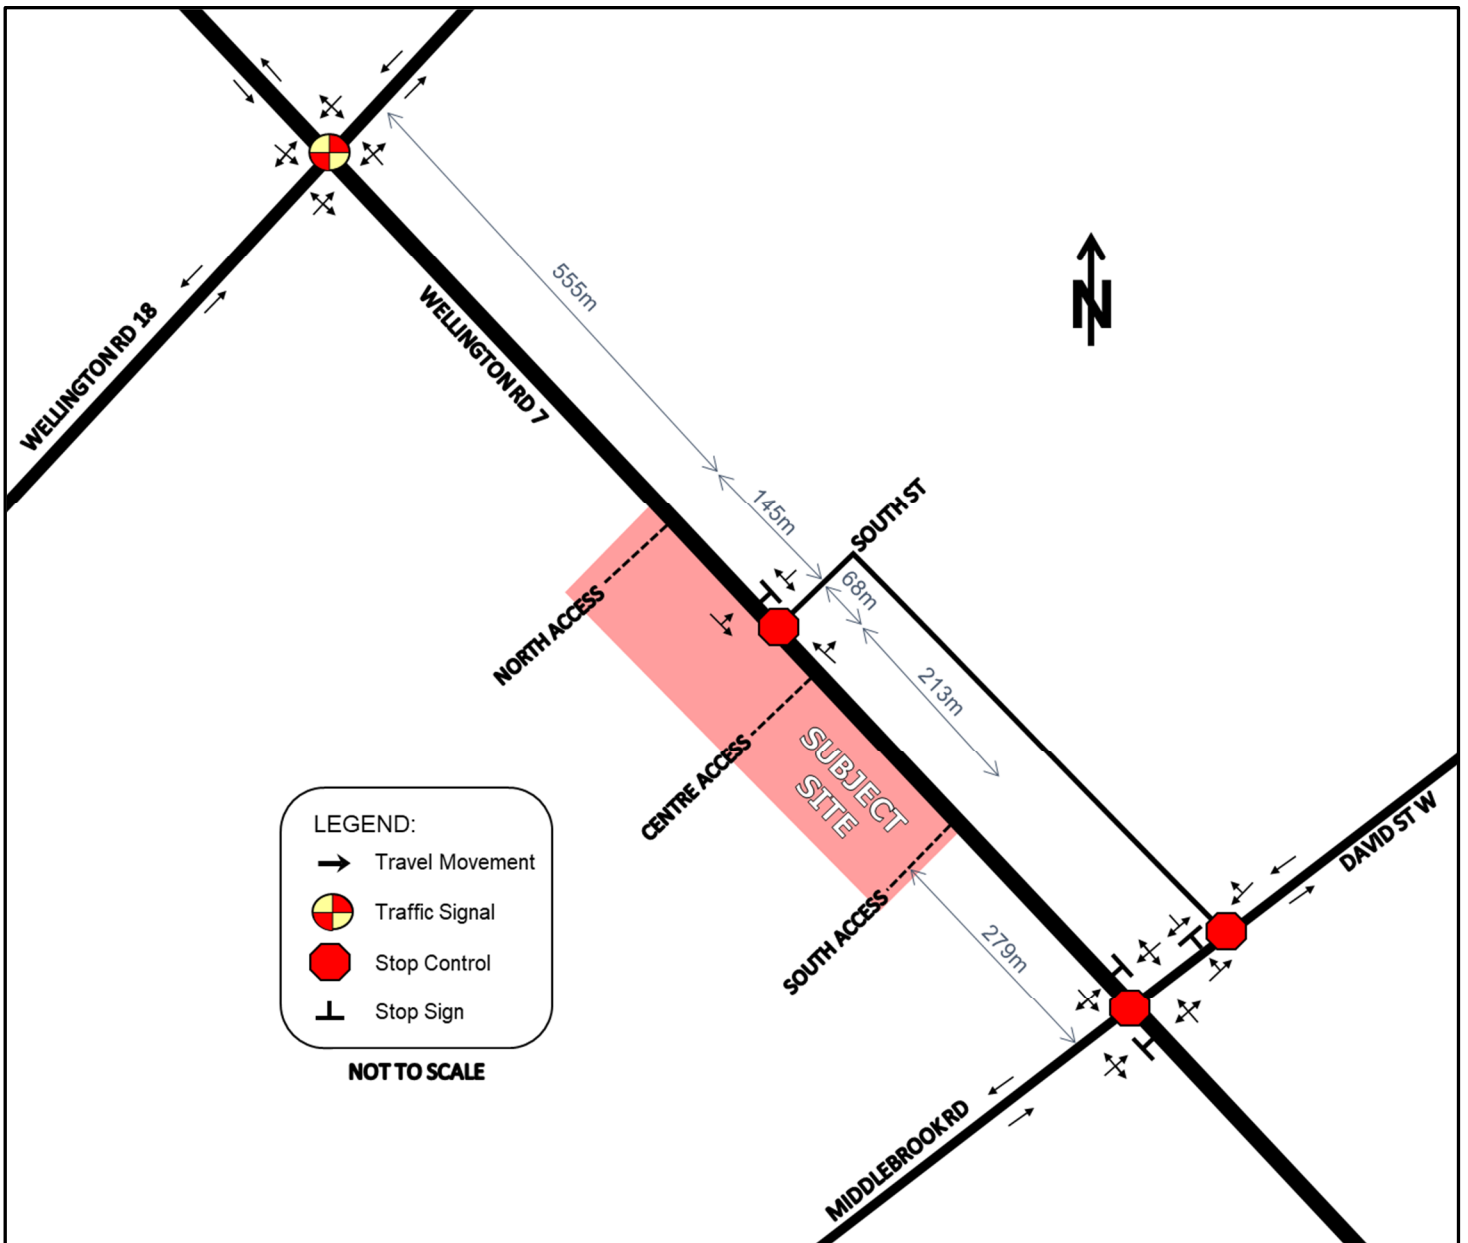 555m
N
WELLINGTON RD 18
WELLINGTON RD 7
145m
SOUTH ST
68m
NORTH ACCESS
213m
CENTRE ACCESS
SUBJECT
SITE
DAVID ST W
SOUTH ACCESS
279m
LEGEND:
Travel Movement
Traffic Signal
Stop Control
Stop Sign
NOT TO SCALE
MIDDLEBROOK RD